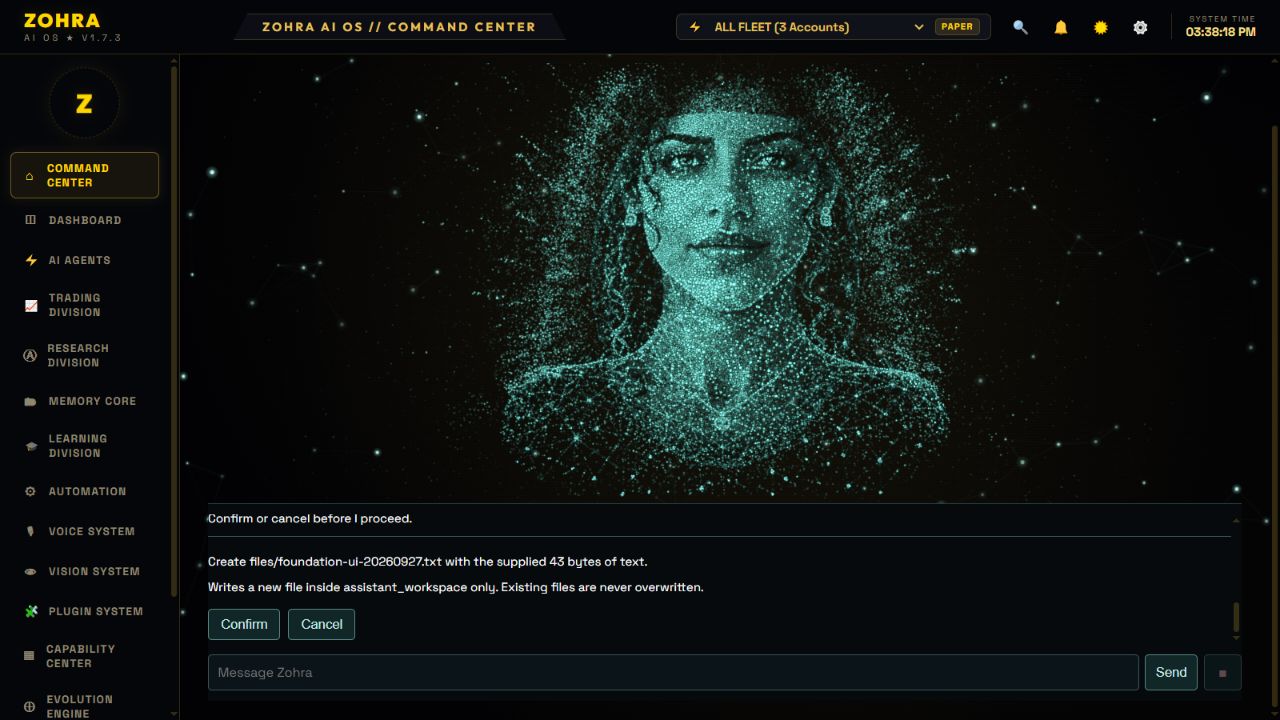 ZOHRA
AI OS ★ V1.7.3
ZOHRA AI OS // COMMAND CENTER
ALL FLEET (3 Accounts)
PAPER
SYSTEM TIME
03:38:18 PM
Z
COMMAND
CENTER
DASHBOARD
AI AGENTS
TRADING
DIVISION
RESEARCH
DIVISION
MEMORY CORE
LEARNING
DIVISION
AUTOMATION
VOICE SYSTEM
VISION SYSTEM
PLUGIN SYSTEM
CAPABILITY
CENTER
EVOLUTION
ENGINE
Confirm or cancel before I proceed.
Create files/foundation-ui-20260927.txt with the supplied 43 bytes of text.
Writes a new file inside assistant_workspace only. Existing files are never overwritten.
Confirm
Cancel
Message Zohra
Send